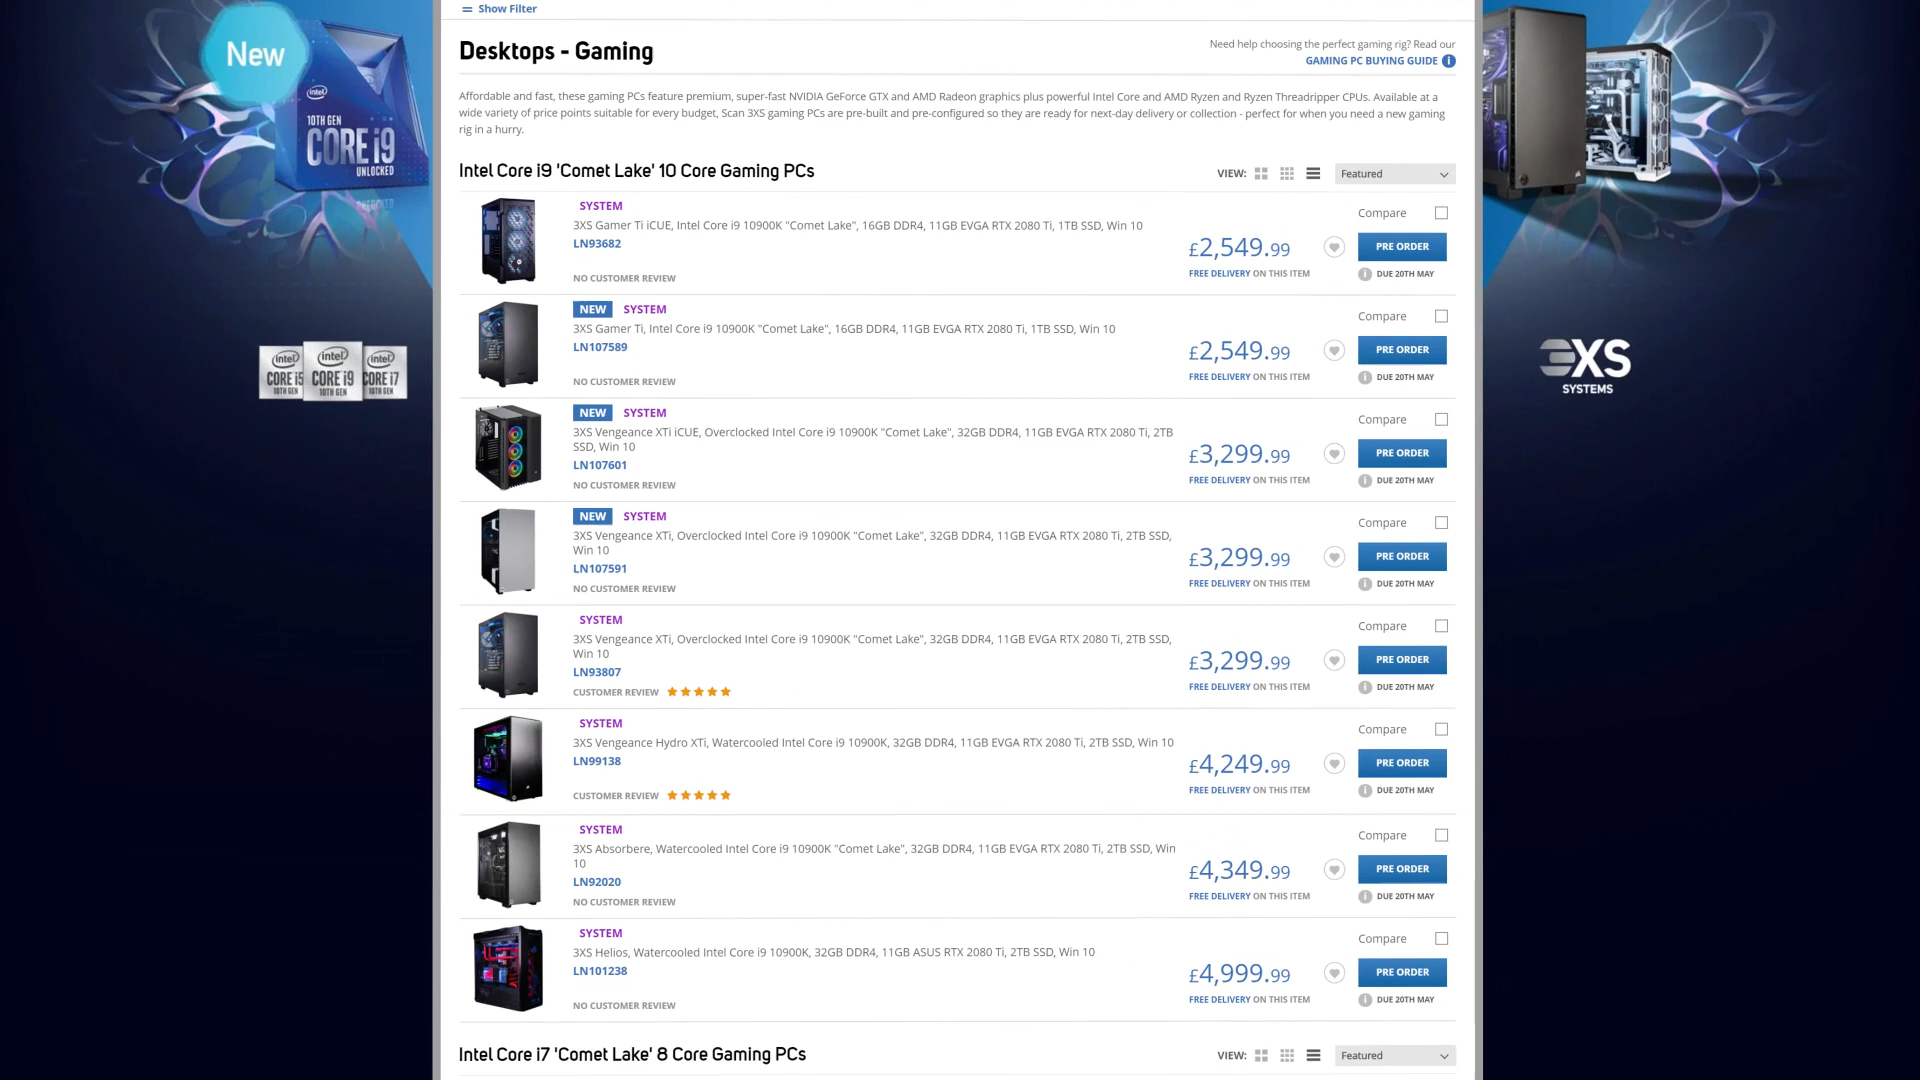 Show Filter
New
intel
10TH GEN
CORE i9
UNLOCKED
Desktops - Gaming
Need help choosing the perfect gaming rig? Read our
GAMING PC BUYING GUIDE i
Affordable and fast, these gaming PCs feature premium, super-fast NVIDIA GeForce GTX and AMD Radeon graphics plus powerful Intel Core and AMD Ryzen and Ryzen Threadripper CPUs. Available at a
wide variety of price points suitable for every budget, Scan 3XS gaming PCs are pre-built and pre-configured so they are ready for next-day delivery or collection - perfect for when you need a new gaming
rig in a hurry.
Intel Core i9 'Comet Lake' 10 Core Gaming PCs
VIEW:
Featured
SYSTEM
3XS Gamer Ti iCUE, Intel Core i9 10900K "Comet Lake", 16GB DDR4, 11GB EVGA RTX 2080 Ti, 1TB SSD, Win 10
LN93682
NO CUSTOMER REVIEW
£2,549.99
FREE DELIVERY ON THIS ITEM
Compare
PRE ORDER
i DUE 20TH MAY
NEW SYSTEM
3XS Gamer Ti, Intel Core i9 10900K "Comet Lake", 16GB DDR4, 11GB EVGA RTX 2080 Ti, 1TB SSD, Win 10
LN107589
NO CUSTOMER REVIEW
£2,549.99
FREE DELIVERY ON THIS ITEM
Compare
PRE ORDER
i DUE 20TH MAY
intel
CORE i5
10TH GEN
intel
CORE i9
10TH GEN
intel
CORE i7
10TH GEN
3XS
SYSTEMS
NEW SYSTEM
3XS Vengeance XTi iCUE, Overclocked Intel Core i9 10900K "Comet Lake", 32GB DDR4, 11GB EVGA RTX 2080 Ti, 2TB
SSD, Win 10
LN107601
NO CUSTOMER REVIEW
£3,299.99
FREE DELIVERY ON THIS ITEM
Compare
PRE ORDER
i DUE 20TH MAY
NEW SYSTEM
3XS Vengeance XTi, Overclocked Intel Core i9 10900K "Comet Lake", 32GB DDR4, 11GB EVGA RTX 2080 Ti, 2TB SSD,
Win 10
LN107591
NO CUSTOMER REVIEW
£3,299.99
FREE DELIVERY ON THIS ITEM
Compare
PRE ORDER
i DUE 20TH MAY
SYSTEM
3XS Vengeance XTi, Overclocked Intel Core i9 10900K "Comet Lake", 32GB DDR4, 11GB EVGA RTX 2080 Ti, 2TB SSD,
Win 10
LN93807
CUSTOMER REVIEW
£3,299.99
FREE DELIVERY ON THIS ITEM
Compare
PRE ORDER
i DUE 20TH MAY
SYSTEM
3XS Vengeance Hydro XTi, Watercooled Intel Core i9 10900K, 32GB DDR4, 11GB EVGA RTX 2080 Ti, 2TB SSD, Win 10
LN99138
CUSTOMER REVIEW
£4,249.99
FREE DELIVERY ON THIS ITEM
Compare
PRE ORDER
i DUE 20TH MAY
SYSTEM
3XS Absorbere, Watercooled Intel Core i9 10900K "Comet Lake", 32GB DDR4, 11GB EVGA RTX 2080 Ti, 2TB SSD, Win
10
LN92020
NO CUSTOMER REVIEW
£4,349.99
FREE DELIVERY ON THIS ITEM
Compare
PRE ORDER
i DUE 20TH MAY
SYSTEM
3XS Helios, Watercooled Intel Core i9 10900K, 32GB DDR4, 11GB ASUS RTX 2080 Ti, 2TB SSD, Win 10
LN101238
NO CUSTOMER REVIEW
£4,999.99
FREE DELIVERY ON THIS ITEM
Compare
PRE ORDER
i DUE 20TH MAY
Intel Core i7 'Comet Lake' 8 Core Gaming PCs
VIEW:
Featured